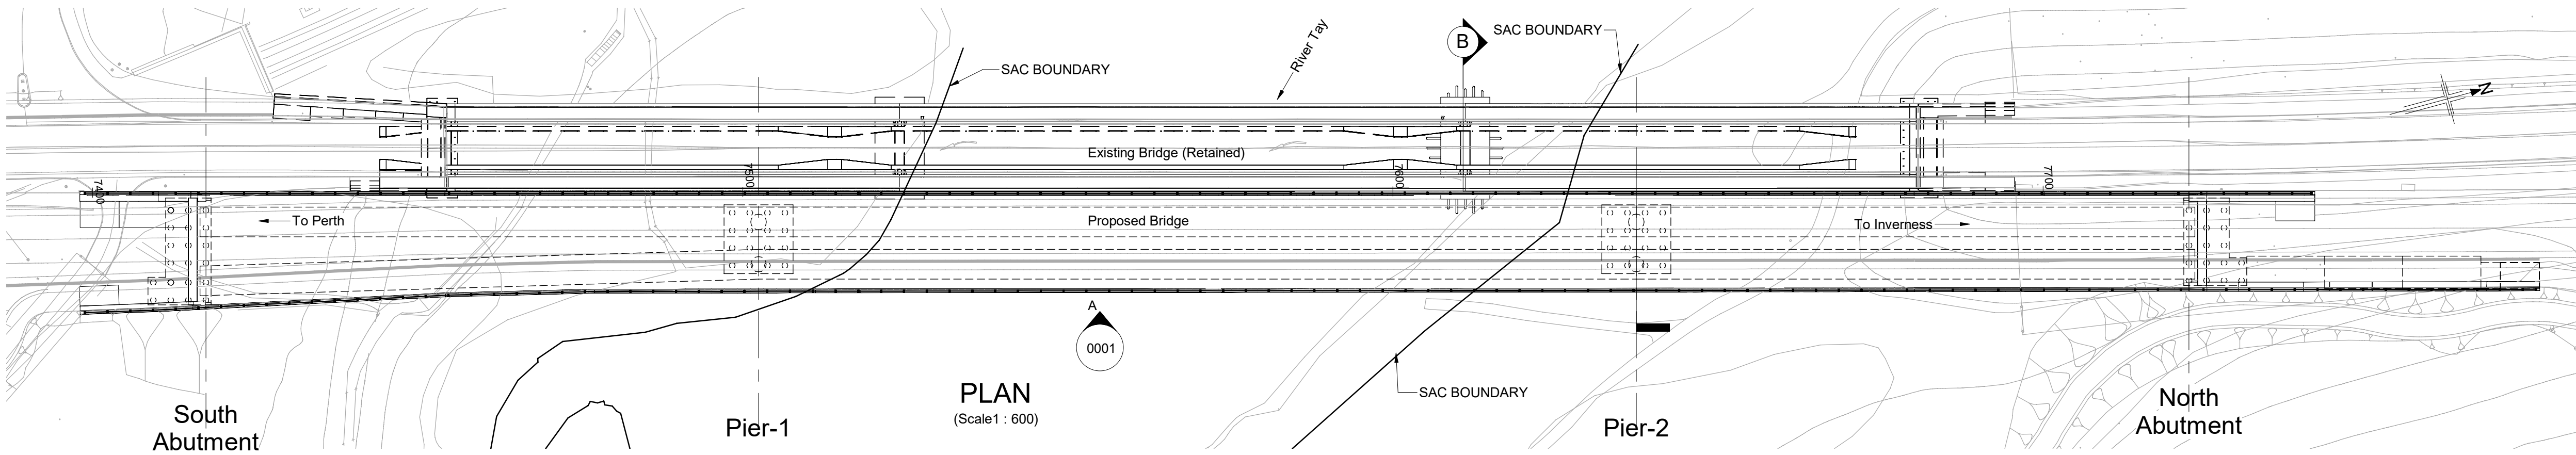 River Tay
B
SAC BOUNDARY
SAC BOUNDARY
N
Existing Bridge (Retained)
7400
7500
7600
7700
To Perth
Proposed Bridge
To Inverness
A
0001
PLAN
(Scale1 : 600)
SAC BOUNDARY
South
Abutment
Pier-1
Pier-2
North
Abutment